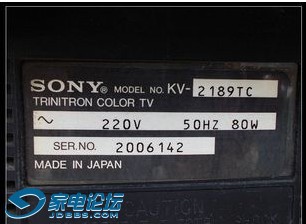 SONY® MODEL NO. KV-2189TC
TRINITRON COLOR TV
~ 220V 50HZ 80W
SER.NO. 2006142
MADE IN JAPAN
家电论坛
JDBBS.COM